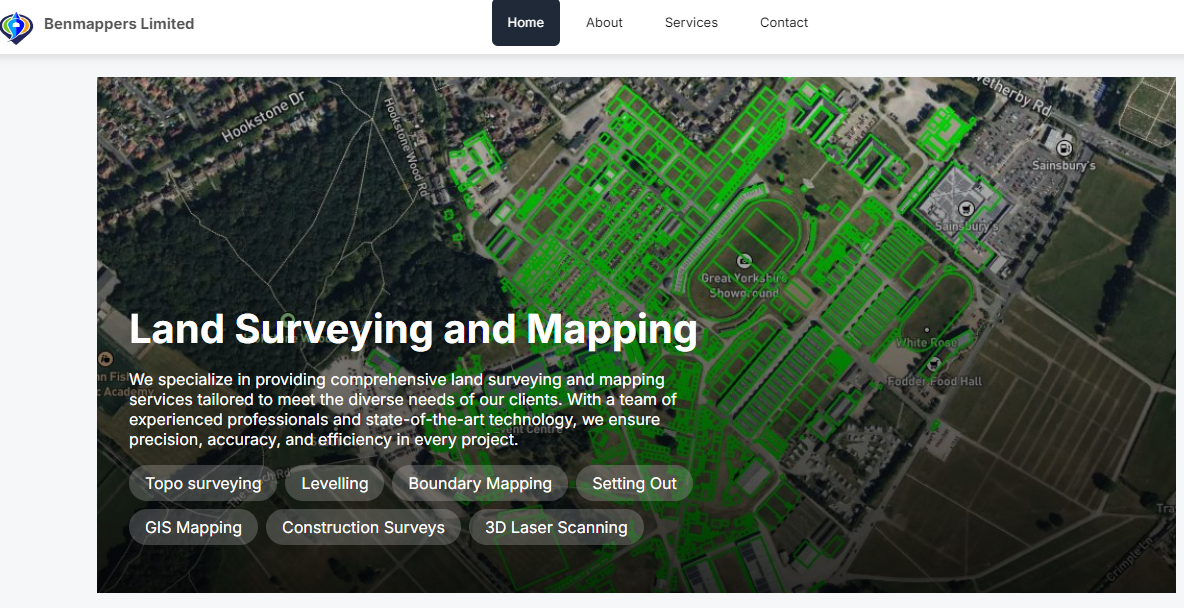 Benmappers Limited
Home
About
Services
Contact
Hookstone Dr
Hookstone Wood Rd
Wetherby Rd
Sainsbury's
Sainsbury's
Great Yorkshire
Showground
White Rose
Fodder Food Hall
Land Surveying and Mapping
We specialize in providing comprehensive land surveying and mapping
services tailored to meet the diverse needs of our clients. With a team of
experienced professionals and state-of-the-art technology, we ensure
precision, accuracy, and efficiency in every project.
Event Centre
Topo surveying
Levelling
Boundary Mapping
Setting Out
GIS Mapping
Construction Surveys
3D Laser Scanning
Crimple Ln